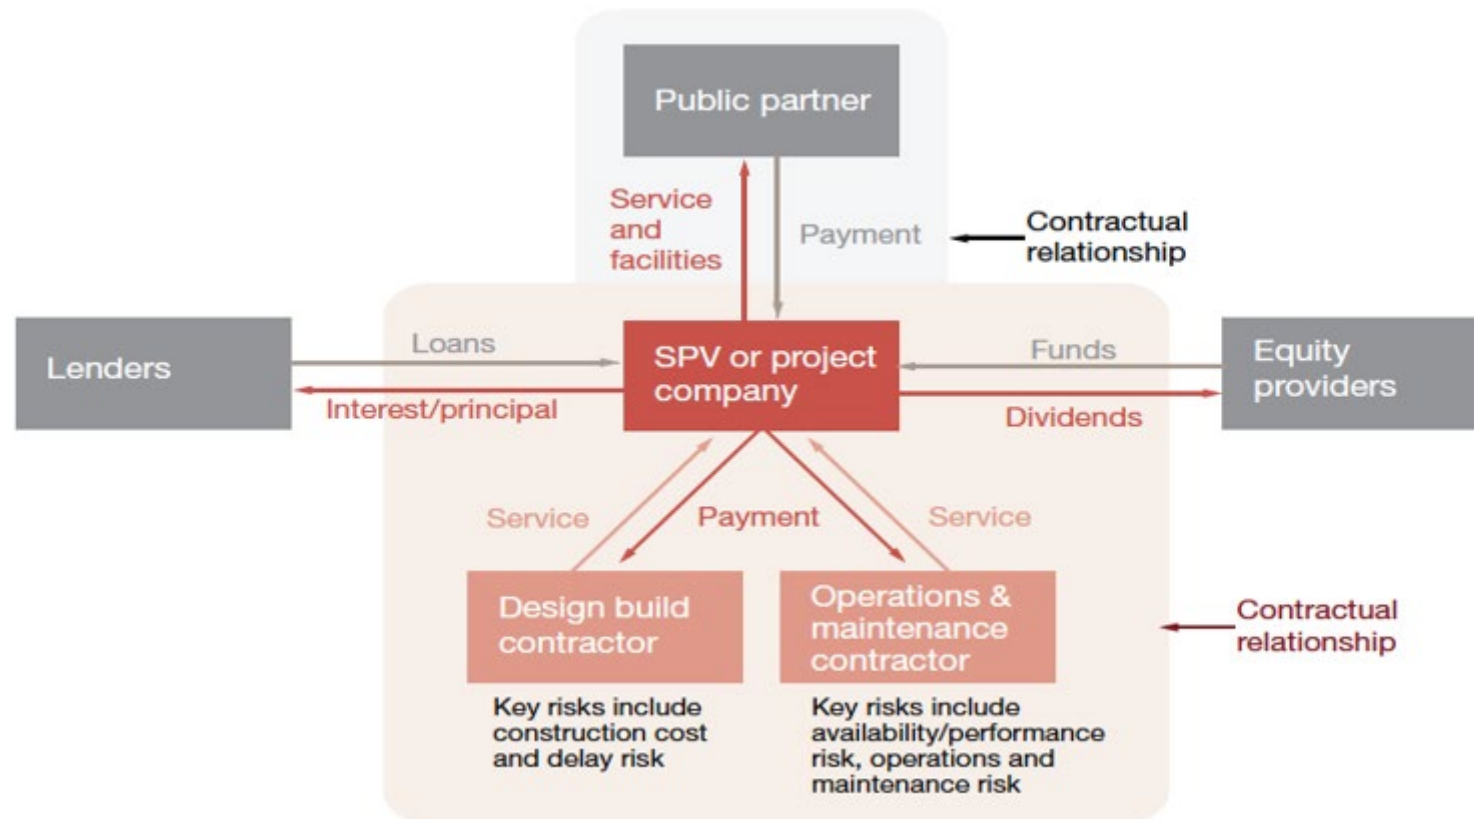 Public partner
Service
and
facilities
Payment
Contractual
relationship
Lenders
Loans
Interest/principal
SPV or project
company
Funds
Dividends
Equity
providers
Service
Payment
Service
Design build
contractor
Operations &
maintenance
contractor
Contractual
relationship
Key risks include
construction cost
and delay risk
Key risks include
availability/performance
risk, operations and
maintenance risk